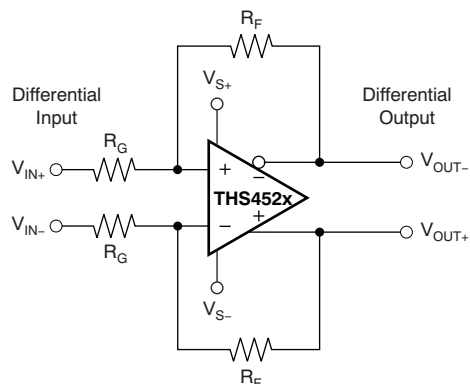 R_F
V_S+
Differential
Input
Differential
Output
V_IN+
R_G
+
−
V_OUT−
THS452x
V_IN−
R_G
−
+
V_OUT+
V_S−
R_F